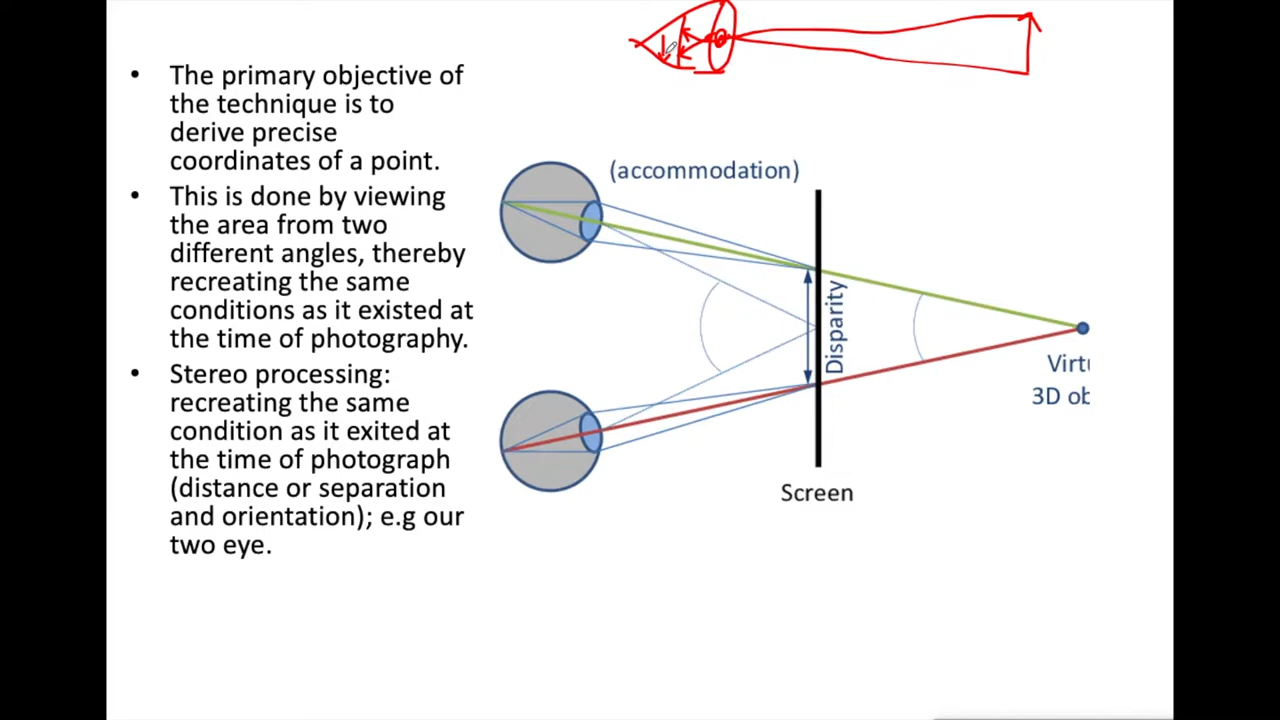 • The primary objective of
the technique is to
derive precise
coordinates of a point.
• This is done by viewing
the area from two
different angles, thereby
recreating the same
conditions as it existed at
the time of photography.
• Stereo processing:
recreating the same
condition as it exited at
the time of photograph
(distance or separation
and orientation); e.g our
two eye.
(accommodation)
Disparity
Screen
Virtu
3D ob